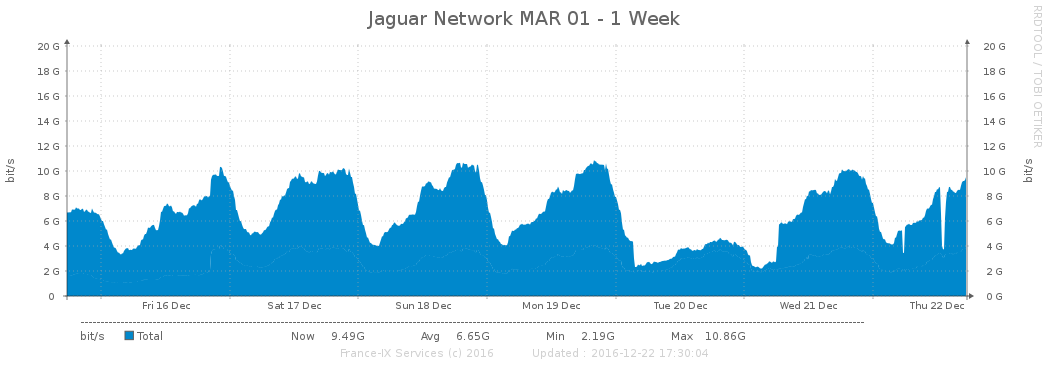 Jaguar Network MAR 01 - 1 Week
RRDTOOL / TOBI OETIKER
bit/s
bit/s
20 G 20 G
18 G 18 G
16 G 16 G
14 G 14 G
12 G 12 G
10 G 10 G
8 G 8 G
6 G 6 G
4 G 4 G
2 G 2 G
0 0 G
Fri 16 Dec Sat 17 Dec Sun 18 Dec Mon 19 Dec Tue 20 Dec Wed 21 Dec Thu 22 Dec
bit/s Total Now 9.49G Avg 6.65G Min 2.19G Max 10.86G
France-IX Services (c) 2016 Updated : 2016-12-22 17:30:04